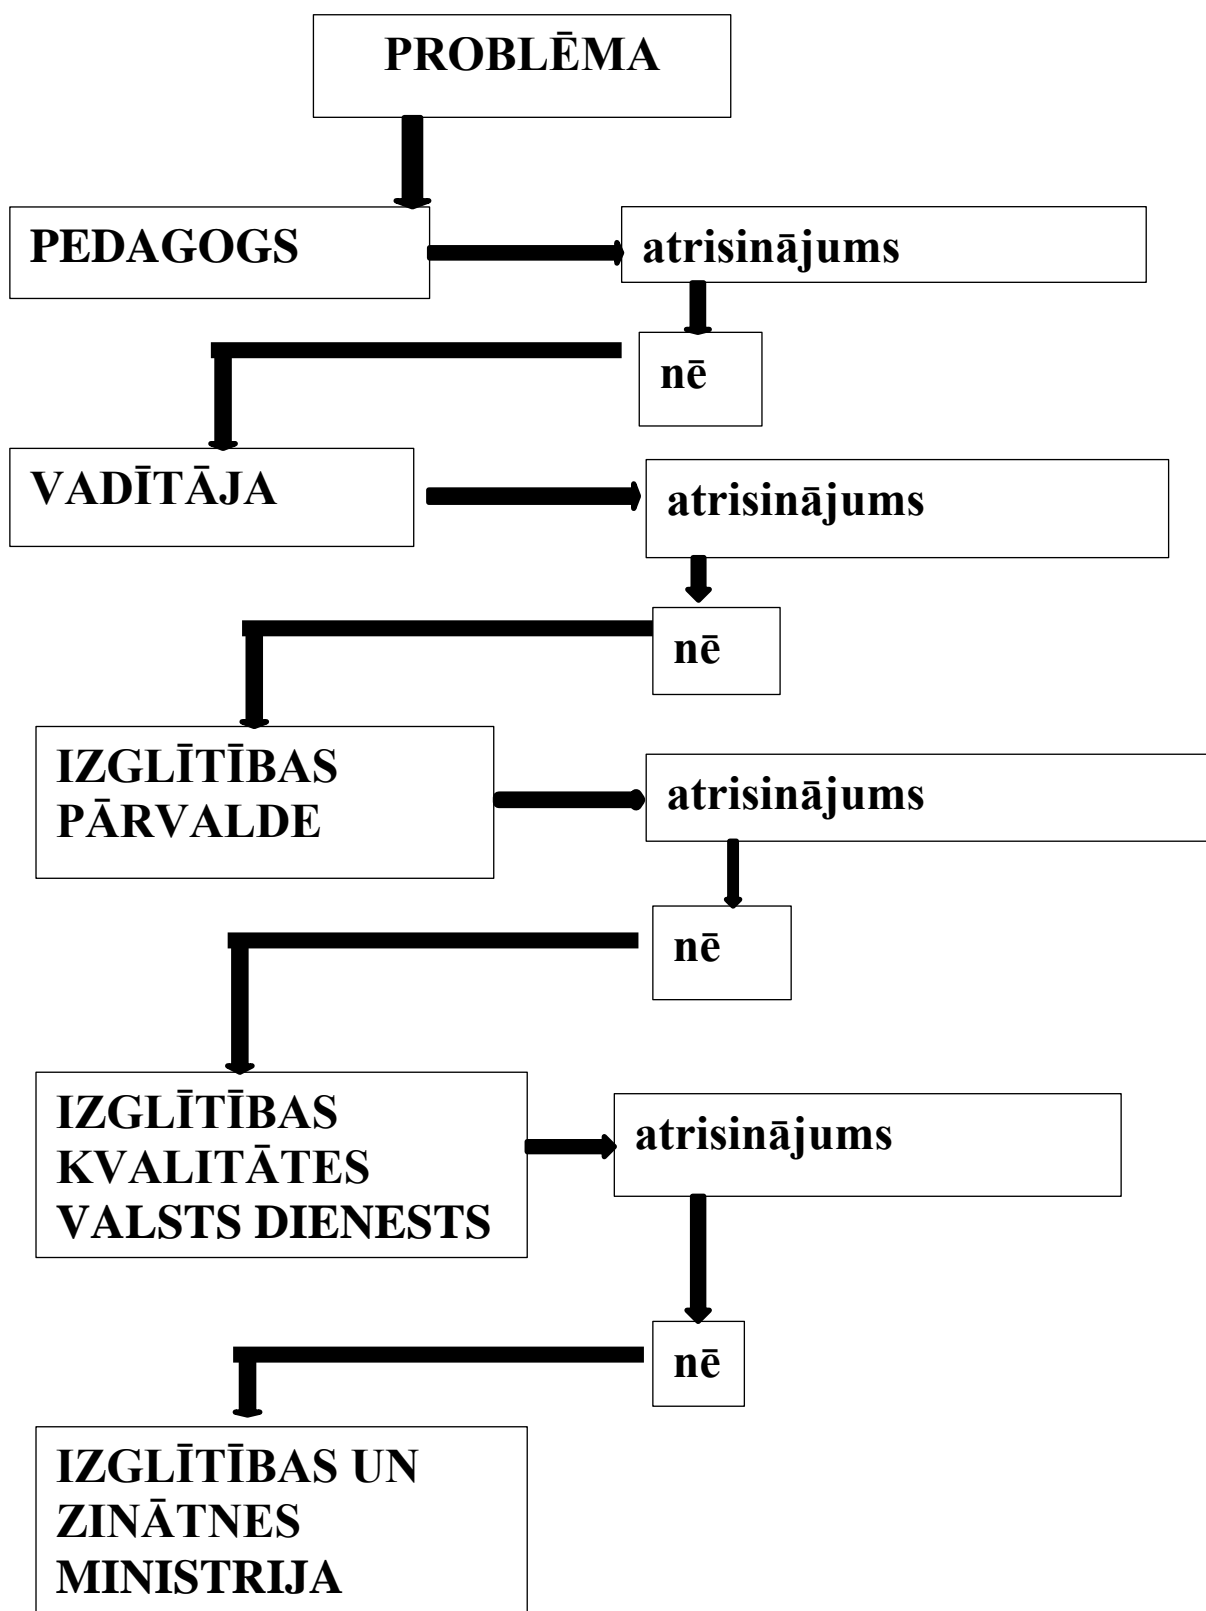 PROBLĒMA
PEDAGOGS
atrisinājums
nē
VADĪTĀJA
atrisinājums
nē
IZGLĪTĪBAS
PĀRVALDE
atrisinājums
nē
IZGLĪTĪBAS
KVALITĀTES
VALSTS DIENESTS
atrisinājums
nē
IZGLĪTĪBAS UN
ZINĀTNES
MINISTRIJA